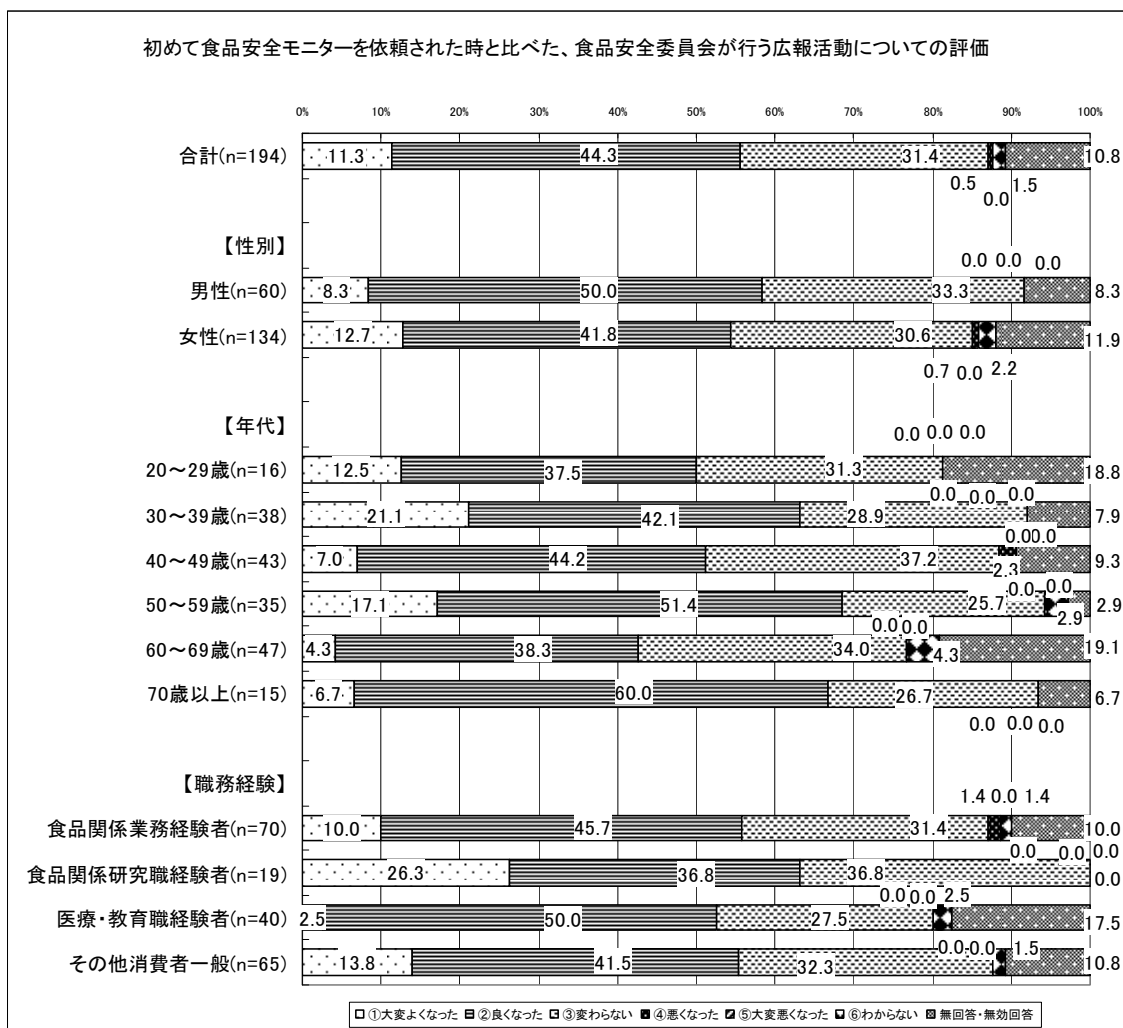 初めて食品安全モニターを依頼された時と比べた、食品安全委員会が行う広報活動についての評価
0% 10% 20% 30% 40% 50% 60% 70% 80% 90% 100%
合計(n=194) 11.3 44.3 31.4 10.8
0.5 0.0 1.5
【性別】 0.0 0.0 0.0
男性(n=60) 8.3 50.0 33.3 8.3
女性(n=134) 12.7 41.8 30.6 11.9
0.7 0.0 2.2
【年代】 0.0 0.0 0.0
20～29歳(n=16) 12.5 37.5 31.3 18.8
0.0 0.0 0.0
30～39歳(n=38) 21.1 42.1 28.9 7.9
0.0 0.0
40～49歳(n=43) 7.0 44.2 37.2 2.3 9.3
0.0 0.0
50～59歳(n=35) 17.1 51.4 25.7 2.9 2.9
0.0 0.0
60～69歳(n=47) 4.3 38.3 34.0 4.3 19.1
70歳以上(n=15) 6.7 60.0 26.7 6.7
0.0 0.0 0.0
【職務経験】 1.4 0.0 1.4
食品関係業務経験者(n=70) 10.0 45.7 31.4 10.0
0.0 0.0 0.0
食品関係研究職経験者(n=19) 26.3 36.8 36.8 0.0
0.0 0.0 2.5
医療・教育職経験者(n=40) 2.5 50.0 27.5 17.5
0.0 0.0 1.5
その他消費者一般(n=65) 13.8 41.5 32.3 10.8
①大変よくなった ②良くなった ③変わらない ④悪くなった ⑤大変悪くなった ⑥わからない 無回答・無効回答